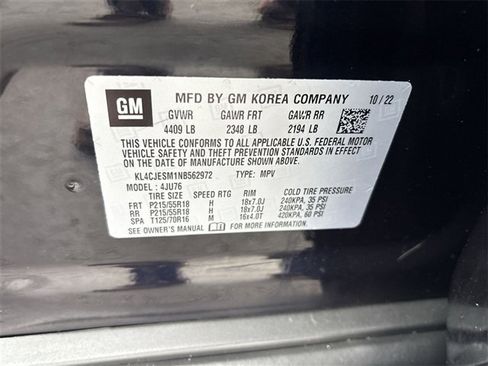 GM
MFD BY GM KOREA COMPANY 10/22
GVWR GAWR FRT GAWR RR
4409 LB 2348 LB 2194 LB
THIS VEHICLE CONFORMS TO ALL APPLICABLE U.S. FEDERAL MOTOR
VEHICLE SAFETY AND THEFT PREVENTION STANDARDS IN EFFECT ON
THE DATE OF MANUFACTURE SHOWN ABOVE.
KL4CJESM1NB562972 TYPE: MPV
MODEL: 4JU76
TIRE SIZE SPEED RTG RIM COLD TIRE PRESSURE
FRT P215/55R18 H 18x7.0J 240KPA, 35 PSI
RR P215/55R18 H 18x7.0J 240KPA, 35 PSI
SPA T125/70R16 M 16x4.0T 420KPA, 60 PSI
SEE OWNER'S MANUAL FOR MORE INFORMATION.